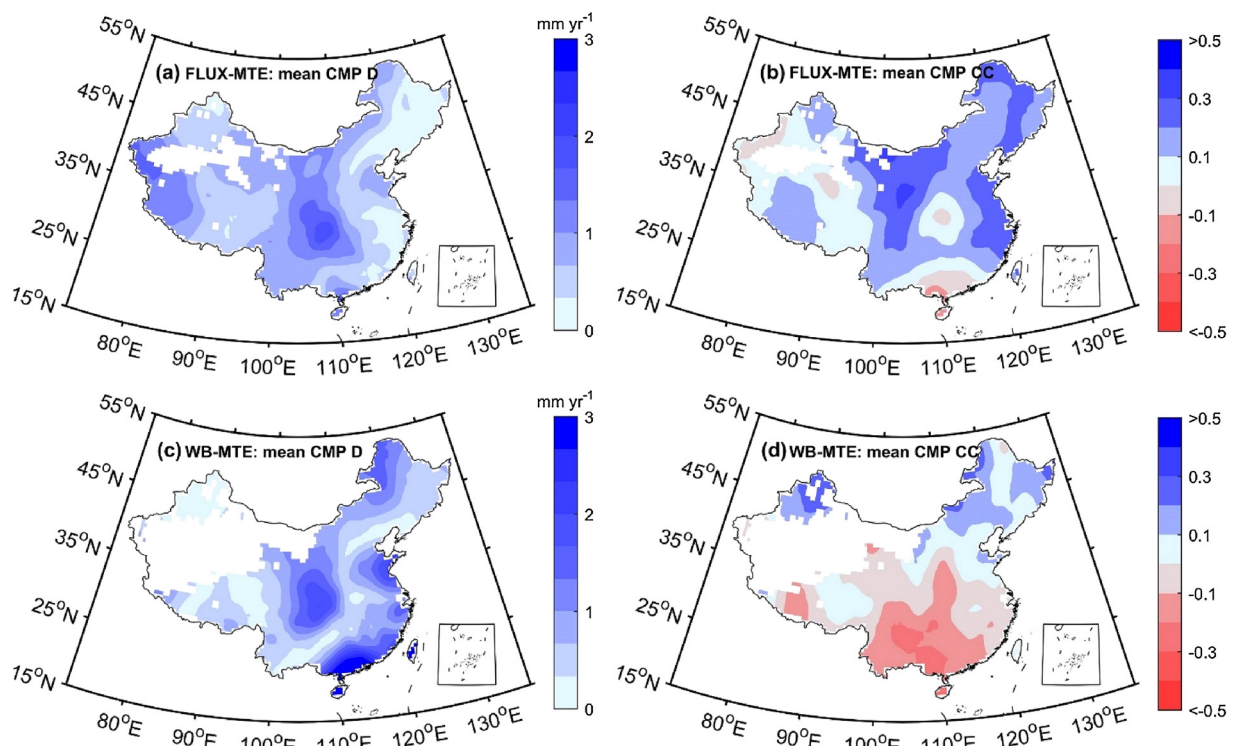 mm yr⁻¹
(a) FLUX-MTE: mean CMP D
55°N
45°N
35°N
25°N
15°N
80°E
90°E
100°E
110°E
120°E
130°E
3
2
1
0
(b) FLUX-MTE: mean CMP CC
55°N
45°N
35°N
25°N
15°N
80°E
90°E
100°E
110°E
120°E
130°E
>0.5
0.3
0.1
-0.1
-0.3
<-0.5
mm yr⁻¹
(c) WB-MTE: mean CMP D
55°N
45°N
35°N
25°N
15°N
80°E
90°E
100°E
110°E
120°E
130°E
3
2
1
0
(d) WB-MTE: mean CMP CC
55°N
45°N
35°N
25°N
15°N
80°E
90°E
100°E
110°E
120°E
130°E
>0.5
0.3
0.1
-0.1
-0.3
<-0.5